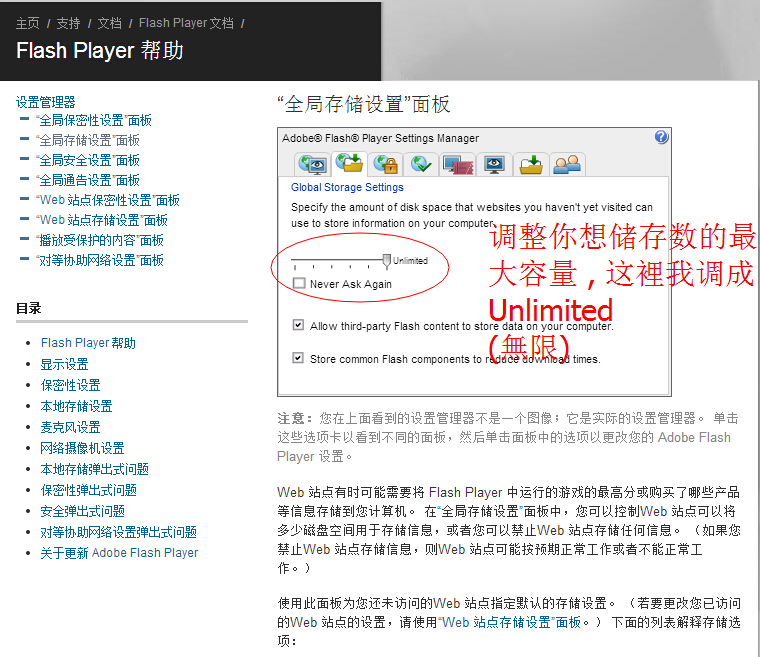 主页 / 支持 / 文档 / Flash Player 文档 /
Flash Player 帮助
设置管理器
“全局保密性设置”面板
“全局存储设置”面板
“全局安全设置”面板
“全局通告设置”面板
“Web 站点保密性设置”面板
“Web 站点存储设置”面板
“播放受保护的内容”面板
“对等协助网络设置”面板
目录
Flash Player 帮助
显示设置
保密性设置
本地存储设置
麦克风设置
网络摄像机设置
本地存储弹出式问题
保密性弹出式问题
安全弹出式问题
对等协助网络设置弹出式问题
关于更新 Adobe Flash Player
“全局存储设置”面板
Adobe® Flash® Player Settings Manager
Global Storage Settings
Specify the amount of disk space that websites you haven't yet visited can
use to store information on your computer.
Unlimited
Never Ask Again
Allow third-party Flash content to store data on your computer.
Store common Flash components to reduce download times.
调整你想储存数的最
大容量，这裡我调成
Unlimited
(無限)
注意：您在上面看到的设置管理器不是一个图像；它是实际的设置管理器。 单击
这些选项卡以看到不同的面板，然后单击面板中的选项以更改您的 Adobe Flash
Player 设置。
Web 站点有时可能需要将 Flash Player 中运行的游戏的最高分或购买了哪些产品
等信息存储到您计算机。 在“全局存储设置”面板中，您可以控制Web 站点可以将
多少磁盘空间用于存储信息，或者您可以禁止Web 站点存储任何信息。 （如果您
禁止Web 站点存储信息，则Web 站点可能按预期正常工作或者不能正常工
作。）
使用此面板为您还未访问的Web 站点指定默认的存储设置。 （若要更改您已访问
的Web 站点的设置，请使用“Web 站点存储设置”面板。） 下面的列表解释存储选
项：